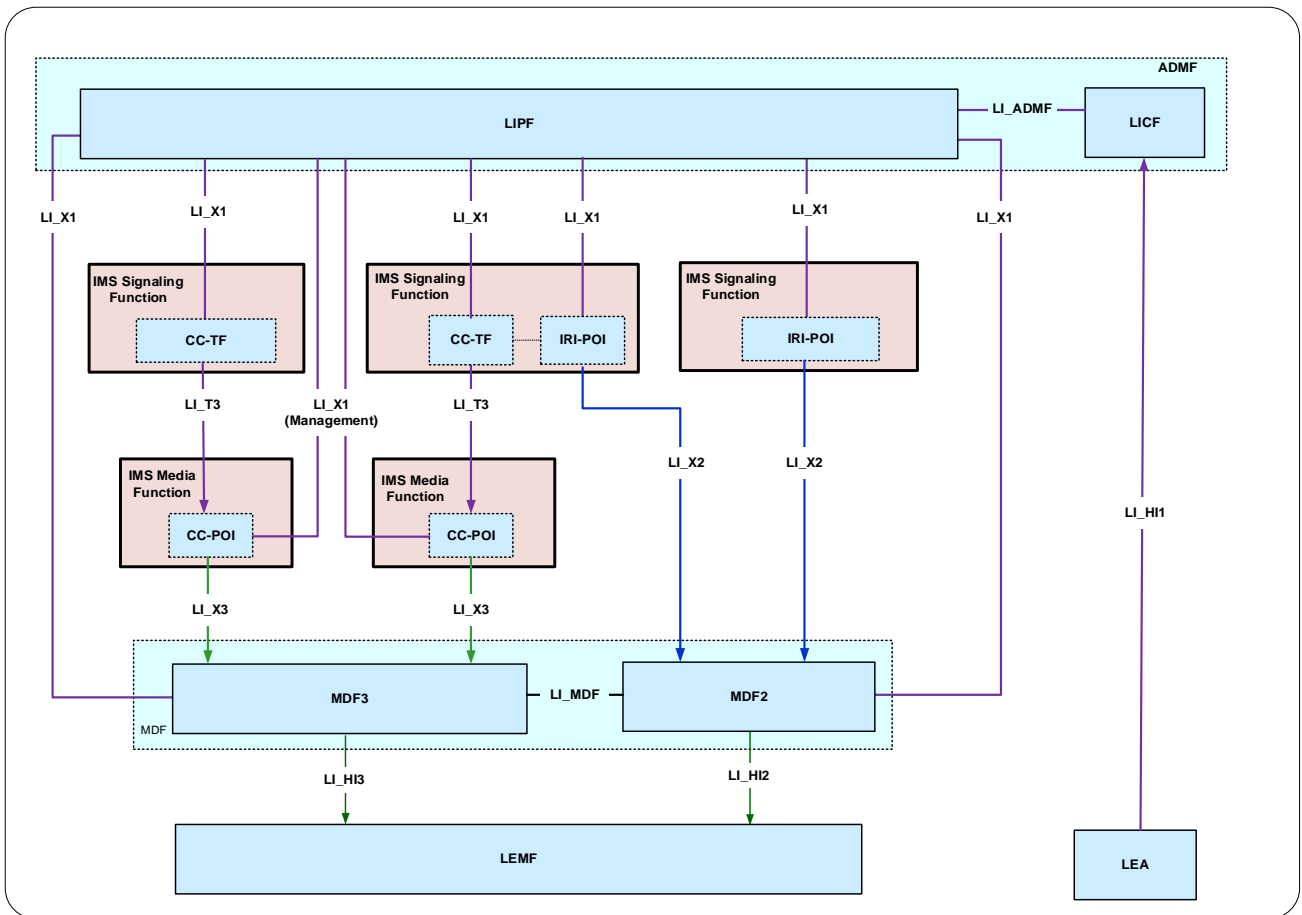 ADMF
LI_ADMF
LIPF
LICF
LI_X1
LI_X1
LI_X1
LI_X1
LI_X1
LI_X1
IMS Signaling
Function
IMS Signaling
Function
IMS Signaling
Function
CC-TF
CC-TF
IRI-POI
IRI-POI
LI_T3
LI_X1
(Management)
LI_T3
LI_X2
LI_X2
IMS Media
Function
IMS Media
Function
CC-POI
CC-POI
LI_HI1
LI_X3
LI_X3
MDF3
LI_MDF
MDF2
MDF
LI_HI3
LI_HI2
LEMF
LEA